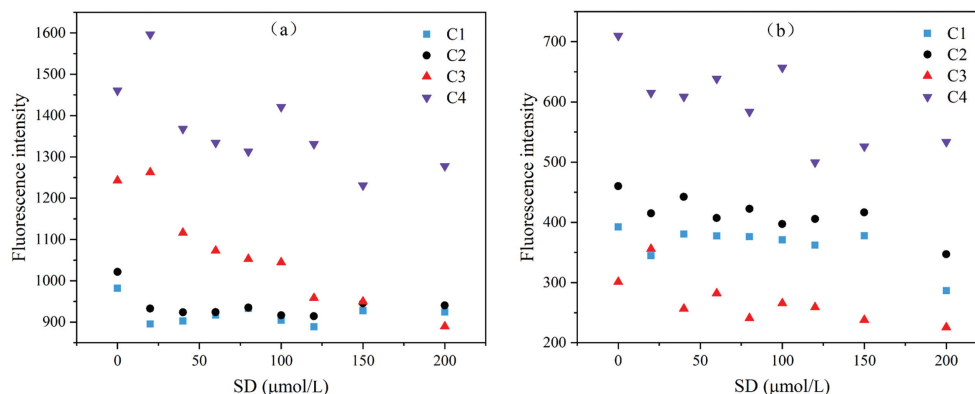 (a)
C1
C2
C3
C4
Fluorescence intensity
1600
1500
1400
1300
1200
1100
1000
900
0 50 100 150 200
SD (μmol/L)
(b)
C1
C2
C3
C4
Fluorescence intensity
700
600
500
400
300
200
0 50 100 150 200
SD (μmol/L)